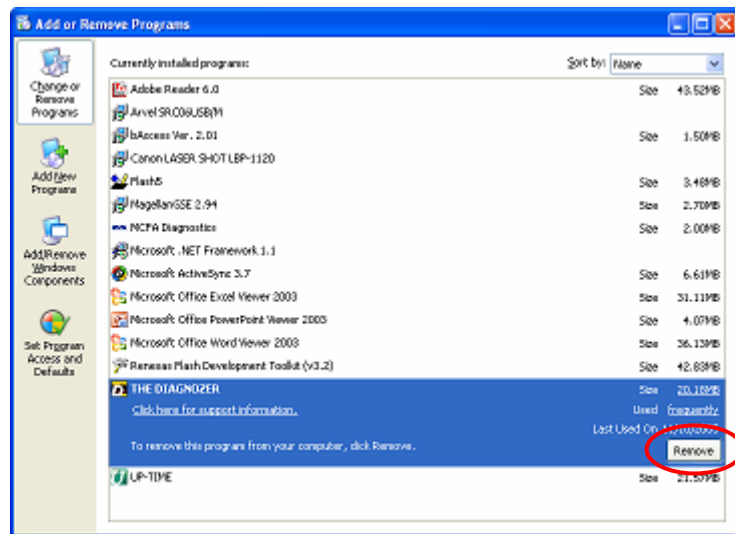 Add or Remove Programs
Change or
Remove
Programs
Add New
Programs
Add/Remove
Windows
Components
Set Program
Access and
Defaults
Currently installed programs:
Sort by: Name
Adobe Reader 6.0 Size 43.52MB
Arvel SRC06USB/M
bAccess Ver. 2.01 Size 1.50MB
Canon LASER SHOT LBP-1120
Flash5 Size 3.48MB
MagellanSSE 2.94 Size 2.70MB
NCPA Diagnostics Size 2.00MB
Microsoft .NET Framework 1.1
Microsoft ActiveSync 3.7 Size 6.61MB
Microsoft Office Excel Viewer 2003 Size 31.11MB
Microsoft Office PowerPoint Viewer 2003 Size 4.07MB
Microsoft Office Word Viewer 2003 Size 36.13MB
Renesas Flash Development Toolkit (v3.2) Size 42.83MB
THE DIAGNOZER Size 20.18MB
Click here for support information. Used frequently
Last Used On
To remove this program from your computer, click Remove. Remove
UP-TIME Size 21.57MB